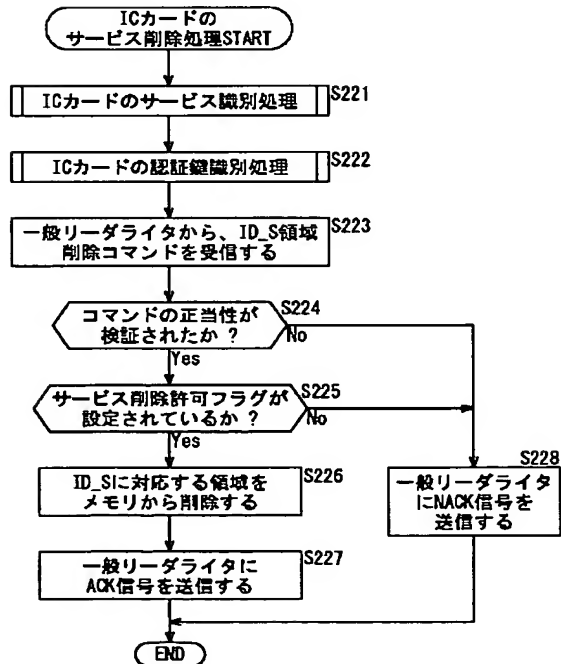 ICカードの
サービス削除処理START
ICカードのサービス識別処理
S221
ICカードの認証鍵識別処理
S222
一般リーダライタから、ID_S領域
削除コマンドを受信する
S223
コマンドの正当性が
検証されたか ?
S224
No
Yes
サービス削除許可フラグが
設定されているか ?
S225
No
Yes
ID_Sに対応する領域を
メモリから削除する
S226
S228
一般リーダライタ
にNACK信号を
送信する
一般リーダライタに
ACK信号を送信する
S227
END